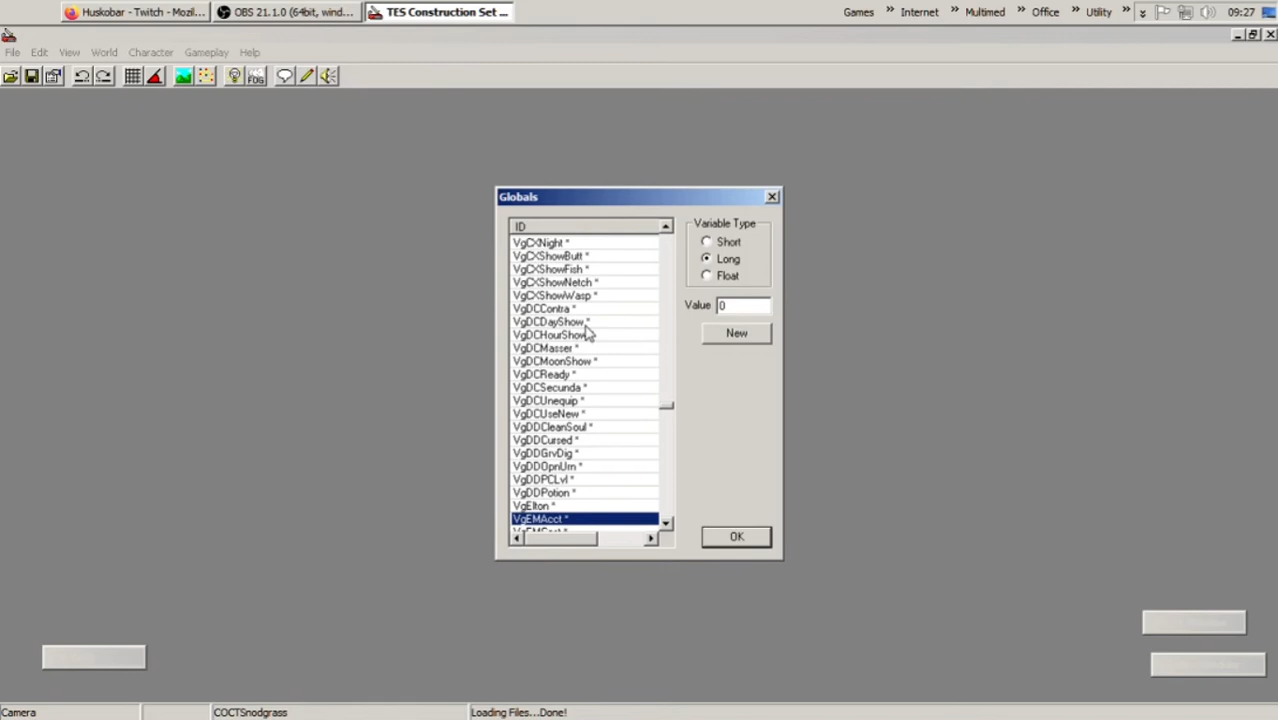 Huskobar - Twitch - Mozil...
OBS 21.1.0 (64bit, wind...
TES Construction Set ...
Games » Internet » Multimed » Office » Utility » 09:27
File Edit View World Character Gameplay Help
FOG
Globals
ID
VgCXNight *
VgCXShowButt *
VgCXShowFish *
VgCXShowNetch *
VgCXShowWasp *
VgDCContra *
VgDCDayShow *
VgDCHourShow
VgDCMasser *
VgDCMoonShow *
VgDCReady *
VgDCSecunda *
VgDCUnequip *
VgDCUseNew *
VgDDCleanSoul *
VgDDCursed *
VgDDGrvDig *
VgDDOpnUrn *
VgDDPCLvl *
VgDDPotion *
VgElton *
VgEMAcct *
Variable Type
Short
Long
Float
Value 0
New
OK
Camera
COCTSnodgrass
Loading Files...Done!